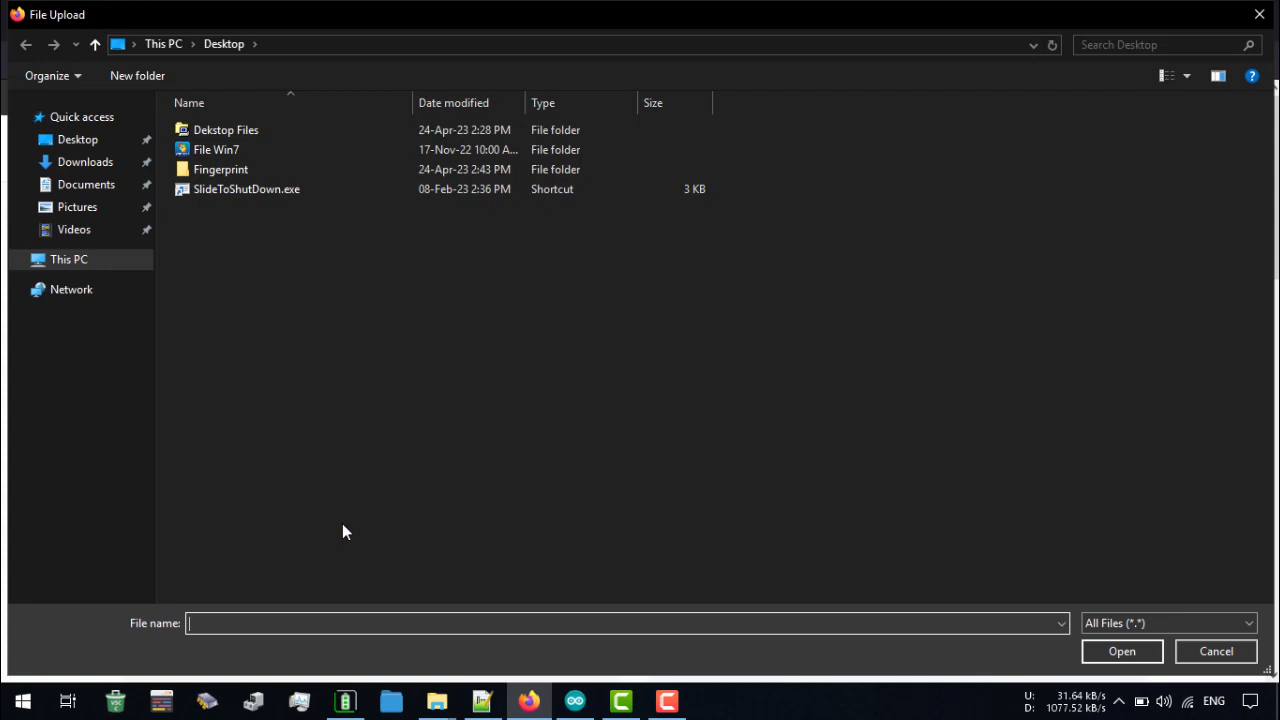 File Upload
This PC
Desktop
Search Desktop
Organize
New folder
Name
Date modified
Type
Size
Quick access
Desktop
Downloads
Documents
Pictures
Videos
This PC
Network
Dekstop Files 24-Apr-23 2:28 PM File folder
File Win7 17-Nov-22 10:00 A... File folder
Fingerprint 24-Apr-23 2:43 PM File folder
SlideToShutDown.exe 08-Feb-23 2:36 PM Shortcut 3 KB
File name:
All Files (*.*)
Open
Cancel
U: 31.64 kB/s
D: 1077.52 kB/s
ENG